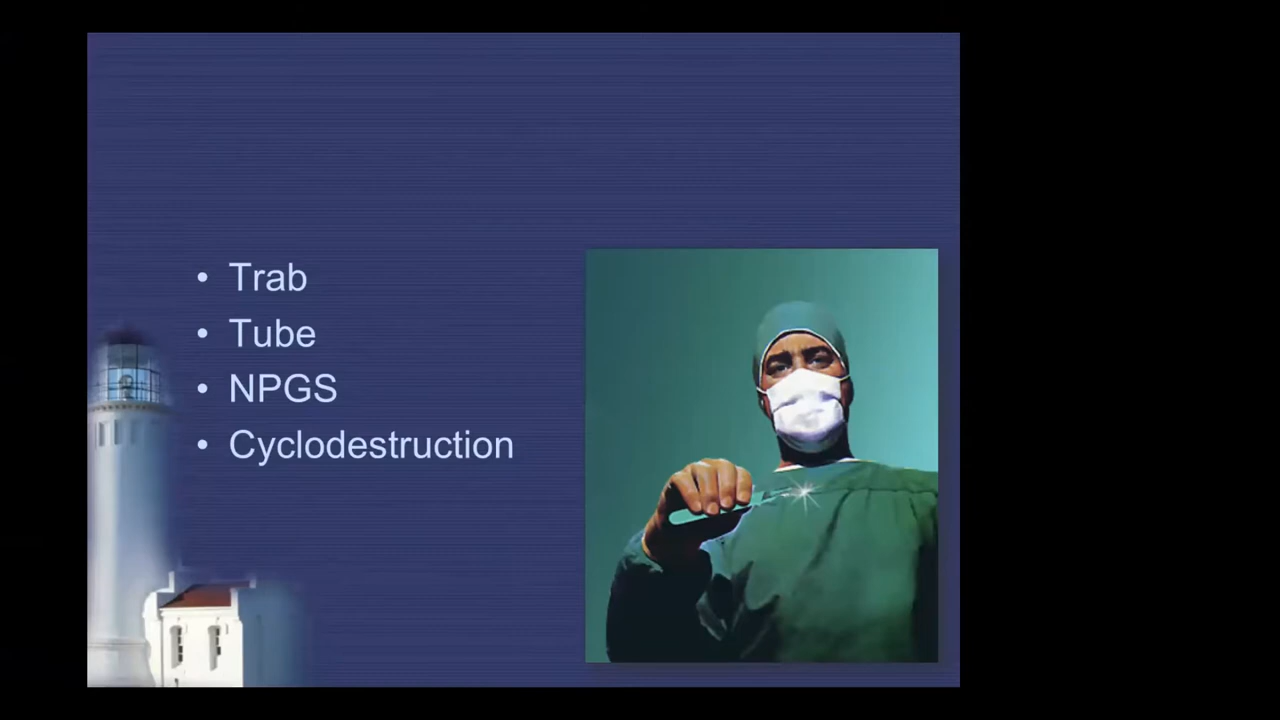 • Trab
• Tube
• NPGS
• Cyclodestruction